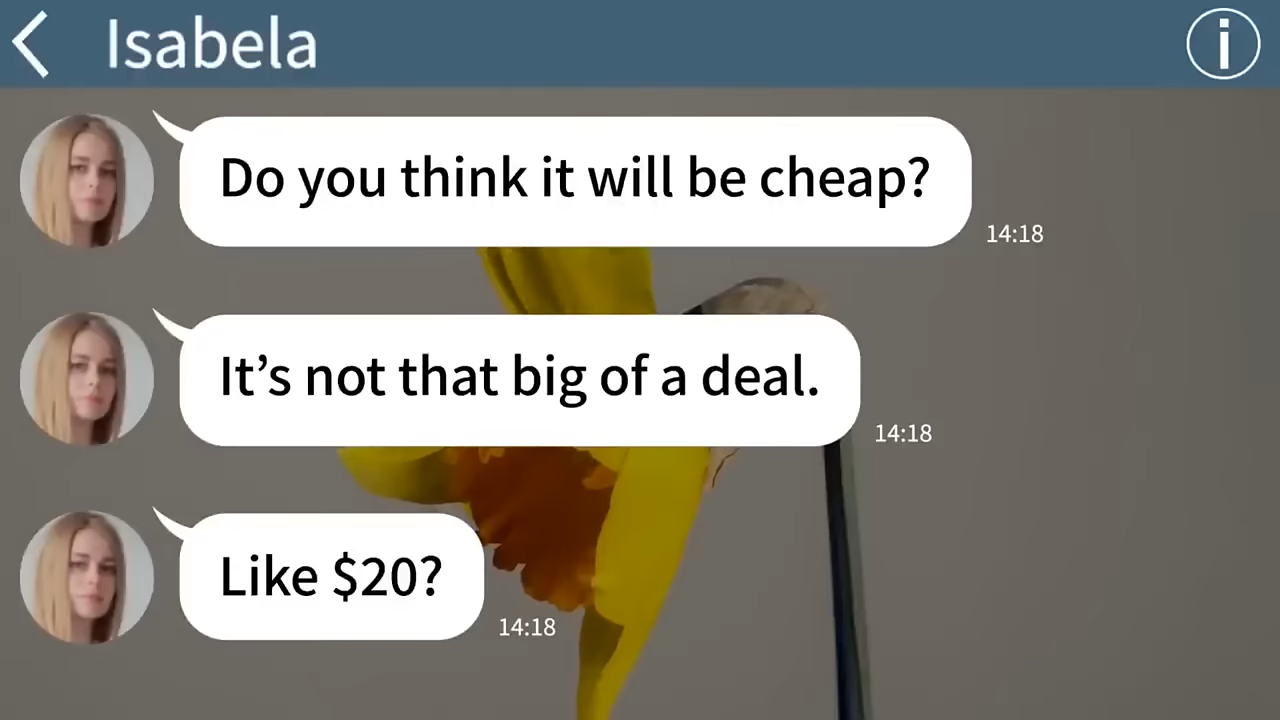 Isabela
Do you think it will be cheap?
14:18
It’s not that big of a deal.
14:18
Like $20?
14:18